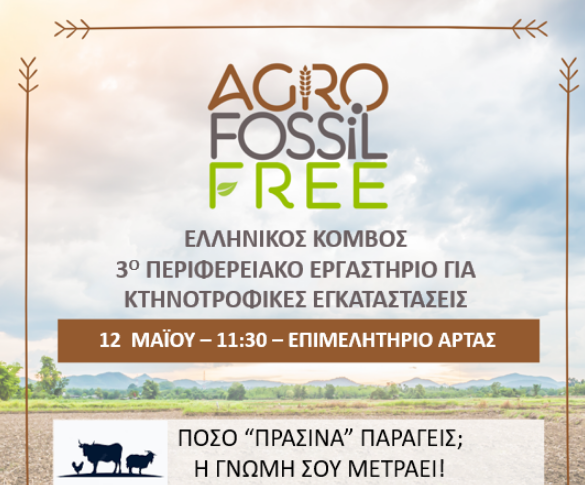 AGRO
FOSSiL
FREE
ΕΛΛΗΝΙΚΟΣ ΚΟΜΒΟΣ
3Ο ΠΕΡΙΦΕΡΕΙΑΚΟ ΕΡΓΑΣΤΗΡΙΟ ΓΙΑ
ΚΤΗΝΟΤΡΟΦΙΚΕΣ ΕΓΚΑΤΑΣΤΑΣΕΙΣ
12 ΜΑΪΟΥ – 11:30 – ΕΠΙΜΕΛΗΤΗΡΙΟ ΑΡΤΑΣ
ΠΟΣΟ “ΠΡΑΣΙΝΑ” ΠΑΡΑΓΕΙΣ;
Η ΓΝΩΜΗ ΣΟΥ ΜΕΤΡΑΕΙ!